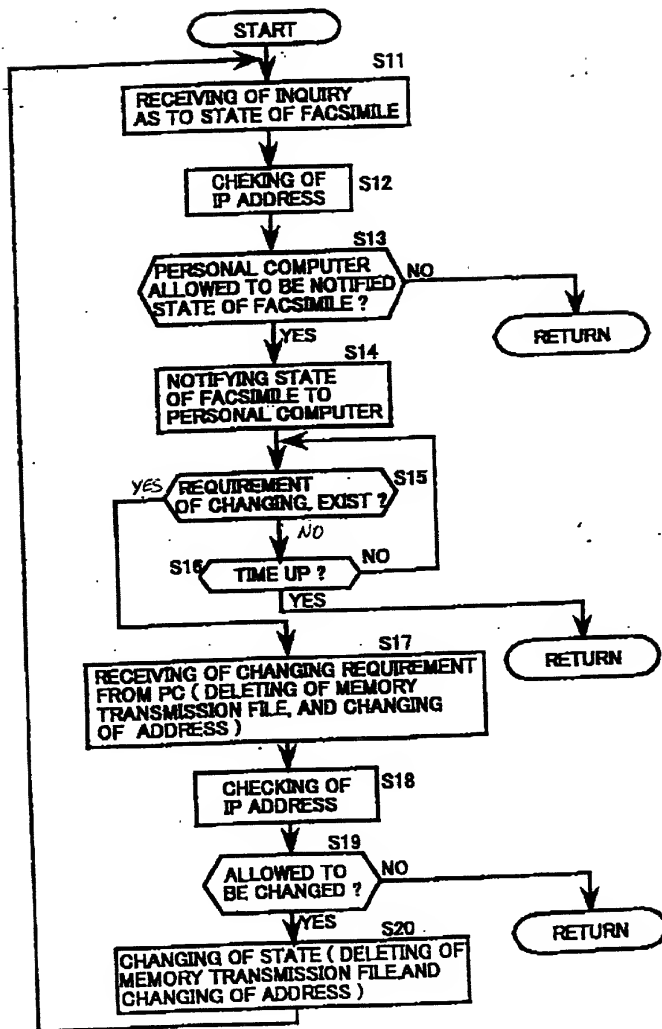 START
S11
RECEIVING OF INQUIRY
AS TO STATE OF FACSIMILE
CHEKING OF
IP ADDRESS
S12
S13
PERSONAL COMPUTER
ALLOWED TO BE NOTIFIED
STATE OF FACSIMILE ?
NO
RETURN
YES
S14
NOTIFYING STATE
OF FACSIMILE TO
PERSONAL COMPUTER
YES
REQUIREMENT
OF CHANGING, EXIST ?
S15
NO
S16
TIME UP ?
NO
YES
RETURN
S17
RECEIVING OF CHANGING REQUIREMENT
FROM PC ( DELETING OF MEMORY
TRANSMISSION FILE, AND CHANGING
OF ADDRESS )
CHECKING OF
IP ADDRESS
S18
S19
ALLOWED TO
BE CHANGED ?
NO
RETURN
YES
S20
CHANGING OF STATE ( DELETING OF
MEMORY TRANSMISSION FILE,AND
CHANGING OF ADDRESS )